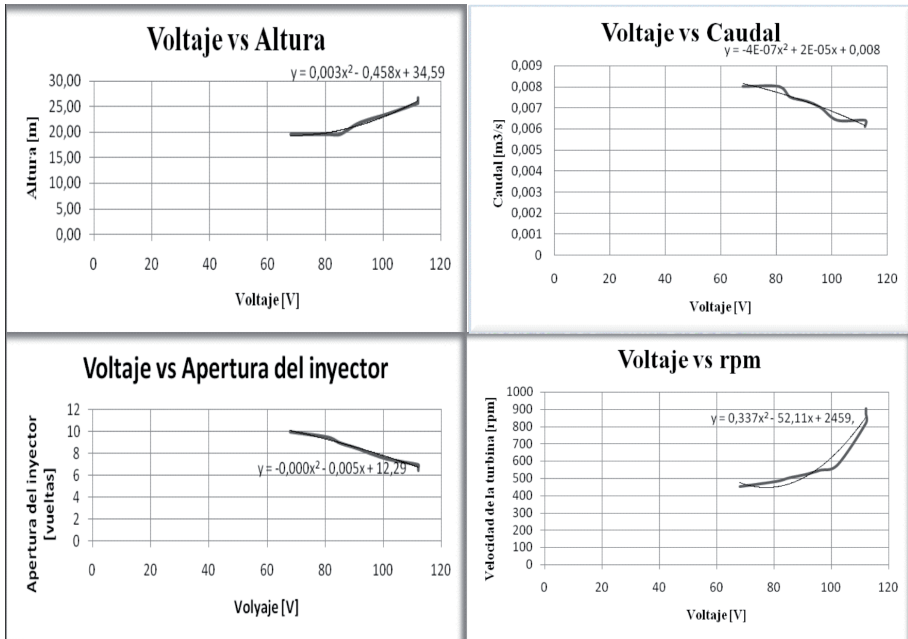 Voltaje vs Altura
y = 0,003x² - 0,458x + 34,59
Altura [m]
30,00
25,00
20,00
15,00
10,00
5,00
0,00
0 20 40 60 80 100 120
Voltaje [V]
Voltaje vs Caudal
y = -4E-07x² + 2E-05x + 0,008
Caudal [m3/s]
0,009
0,008
0,007
0,006
0,005
0,004
0,003
0,002
0,001
0
0 20 40 60 80 100 120
Voltaje [V]
Voltaje vs Apertura del inyector
Apertura del inyector
[vueltas]
12
10
8
6
4
2
0
y = -0,000x² - 0,005x + 12,29
0 20 40 60 80 100 120
Volyaje [V]
Voltaje vs rpm
Velocidad de la turbina [rpm]
1000
900
800
700
600
500
400
300
200
100
0
y = 0,337x² - 52,11x + 2459,
0 20 40 60 80 100 120
Voltaje [V]